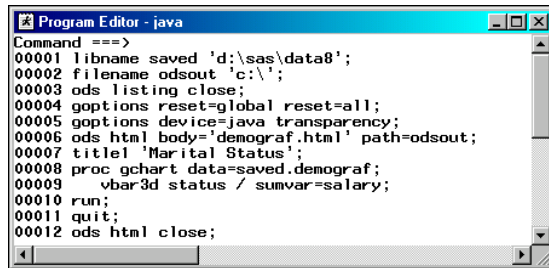 Program Editor - java
Command ===>
00001 libname saved 'd:\sas\data8';
00002 filename odsout 'c:\';
00003 ods listing close;
00004 goptions reset=global reset=all;
00005 goptions device=java transparency;
00006 ods html body='demograf.html' path=odsout;
00007 title1 'Marital Status';
00008 proc gchart data=saved.demograf;
00009    vbar3d status / sumvar=salary;
00010 run;
00011 quit;
00012 ods html close;